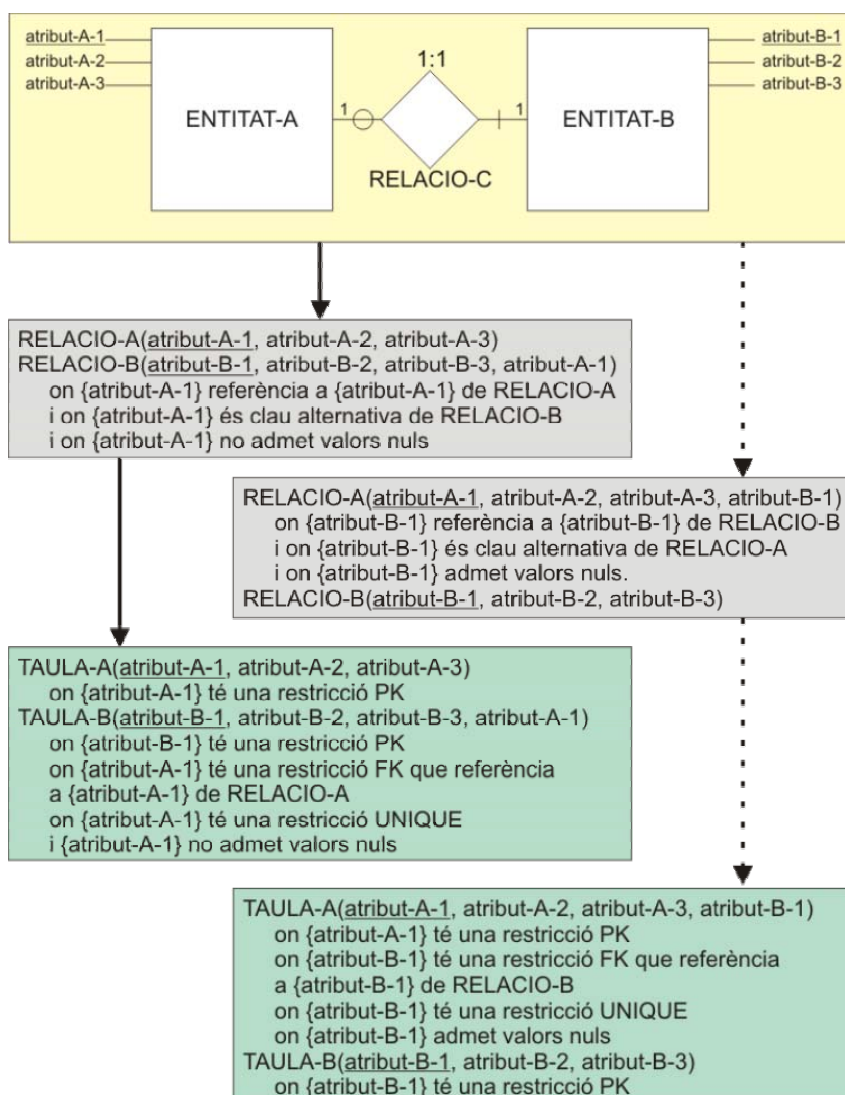 atribut-A-1
atribut-A-2
atribut-A-3
ENTITAT-A
1
1:1
RELACIO-C
1
ENTITAT-B
atribut-B-1
atribut-B-2
atribut-B-3
RELACIO-A(atribut-A-1, atribut-A-2, atribut-A-3)
RELACIO-B(atribut-B-1, atribut-B-2, atribut-B-3, atribut-A-1)
on {atribut-A-1} referència a {atribut-A-1} de RELACIO-A
i on {atribut-A-1} és clau alternativa de RELACIO-B
i on {atribut-A-1} no admet valors nuls
RELACIO-A(atribut-A-1, atribut-A-2, atribut-A-3, atribut-B-1)
on {atribut-B-1} referència a {atribut-B-1} de RELACIO-B
i on {atribut-B-1} és clau alternativa de RELACIO-A
i on {atribut-B-1} admet valors nuls.
RELACIO-B(atribut-B-1, atribut-B-2, atribut-B-3)
TAULA-A(atribut-A-1, atribut-A-2, atribut-A-3)
on {atribut-A-1} té una restricció PK
TAULA-B(atribut-B-1, atribut-B-2, atribut-B-3, atribut-A-1)
on {atribut-B-1} té una restricció PK
on {atribut-A-1} té una restricció FK que referència
a {atribut-A-1} de RELACIO-A
on {atribut-A-1} té una restricció UNIQUE
i {atribut-A-1} no admet valors nuls
TAULA-A(atribut-A-1, atribut-A-2, atribut-A-3, atribut-B-1)
on {atribut-A-1} té una restricció PK
on {atribut-B-1} té una restricció FK que referència
a {atribut-B-1} de RELACIO-B
on {atribut-B-1} té una restricció UNIQUE
on {atribut-B-1} admet valors nuls
TAULA-B(atribut-B-1, atribut-B-2, atribut-B-3)
on {atribut-B-1} té una restricció PK